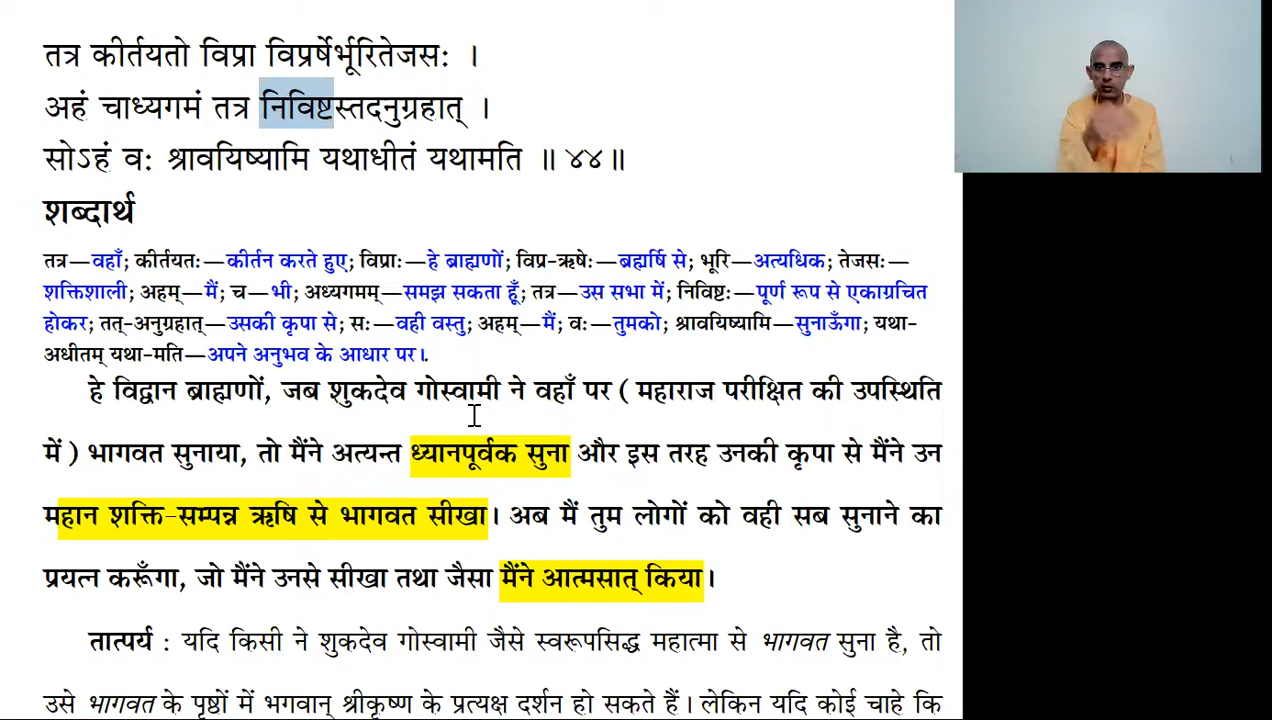 तत्र कीर्तयतो विप्रा विप्रर्षेर्भूरितेजसः ।
अहं चाध्यगमं तत्र निविष्टस्तदनुग्रहात् ।
सोऽहं वः श्रावयिष्यामि यथाधीतं यथामति ॥ ४४॥
शब्दार्थ
तत्र—वहाँ; कीर्तयतः—कीर्तन करते हुए; विप्राः—हे ब्राह्मणों; विप्र-ऋषेः—ब्रह्मर्षि से; भूरि—अत्यधिक; तेजसः—
शक्तिशाली; अहम्—मैं; च—भी; अध्यगमम्—समझ सकता हूँ; तत्र—उस सभा में; निविष्टः—पूर्ण रूप से एकाग्रचित
होकर; तत्-अनुग्रहात्—उसकी कृपा से; सः—वही वस्तु; अहम्—मैं; वः—तुमको; श्रावयिष्यामि—सुनाऊँगा; यथा-
अधीतम् यथा-मति—अपने अनुभव के आधार पर।.
हे विद्वान ब्राह्मणों, जब शुकदेव गोस्वामी ने वहाँ पर ( महाराज परीक्षित की उपस्थिति
में ) भागवत सुनाया, तो मैंने अत्यन्त ध्यानपूर्वक सुना और इस तरह उनकी कृपा से मैंने उन
महान शक्ति-सम्पन्न ऋषि से भागवत सीखा। अब मैं तुम लोगों को वही सब सुनाने का
प्रयत्न करूँगा, जो मैंने उनसे सीखा तथा जैसा मैंने आत्मसात् किया।
तात्पर्य : यदि किसी ने शुकदेव गोस्वामी जैसे स्वरूपसिद्ध महात्मा से भागवत सुना है, तो
उसे भागवत के पृष्ठों में भगवान् श्रीकृष्ण के प्रत्यक्ष दर्शन हो सकते हैं। लेकिन यदि कोई चाहे कि